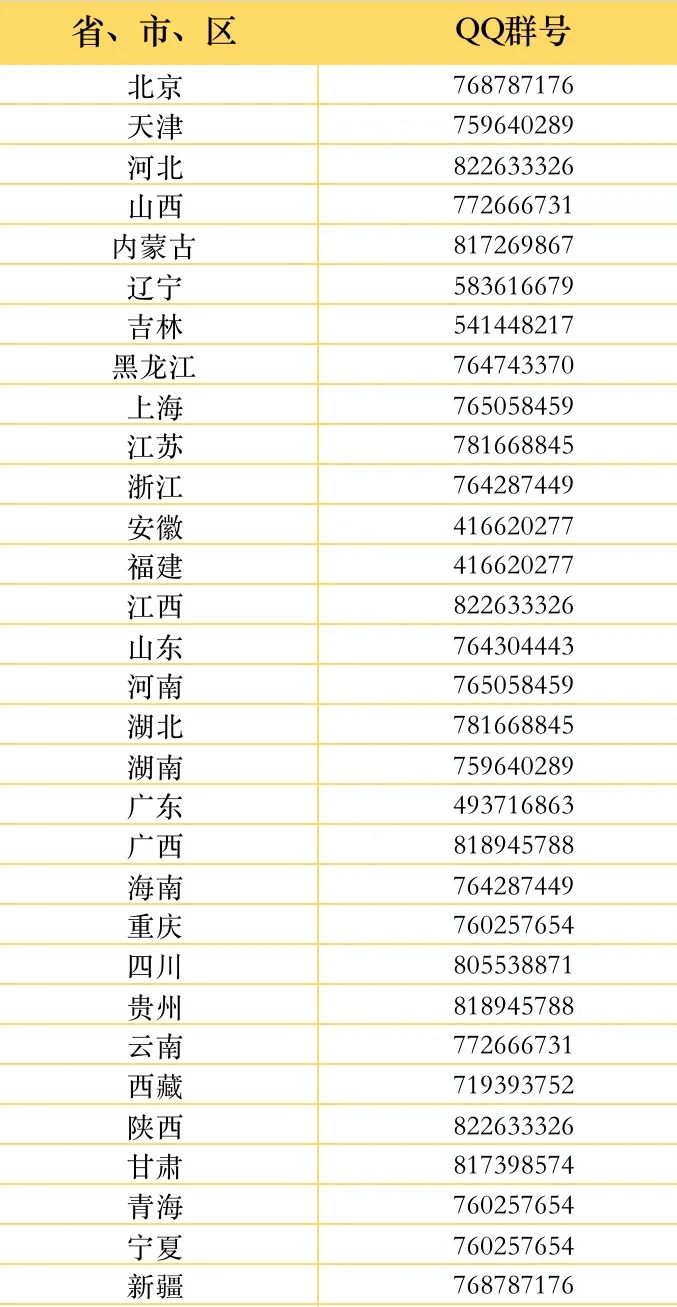 省、市、区 QQ群号
北京 768787176
天津 759640289
河北 822633326
山西 772666731
内蒙古 817269867
辽宁 583616679
吉林 541448217
黑龙江 764743370
上海 765058459
江苏 781668845
浙江 764287449
安徽 416620277
福建 416620277
江西 822633326
山东 764304443
河南 765058459
湖北 781668845
湖南 759640289
广东 493716863
广西 818945788
海南 764287449
重庆 760257654
四川 805538871
贵州 818945788
云南 772666731
西藏 719393752
陕西 822633326
甘肃 817398574
青海 760257654
宁夏 760257654
新疆 768787176